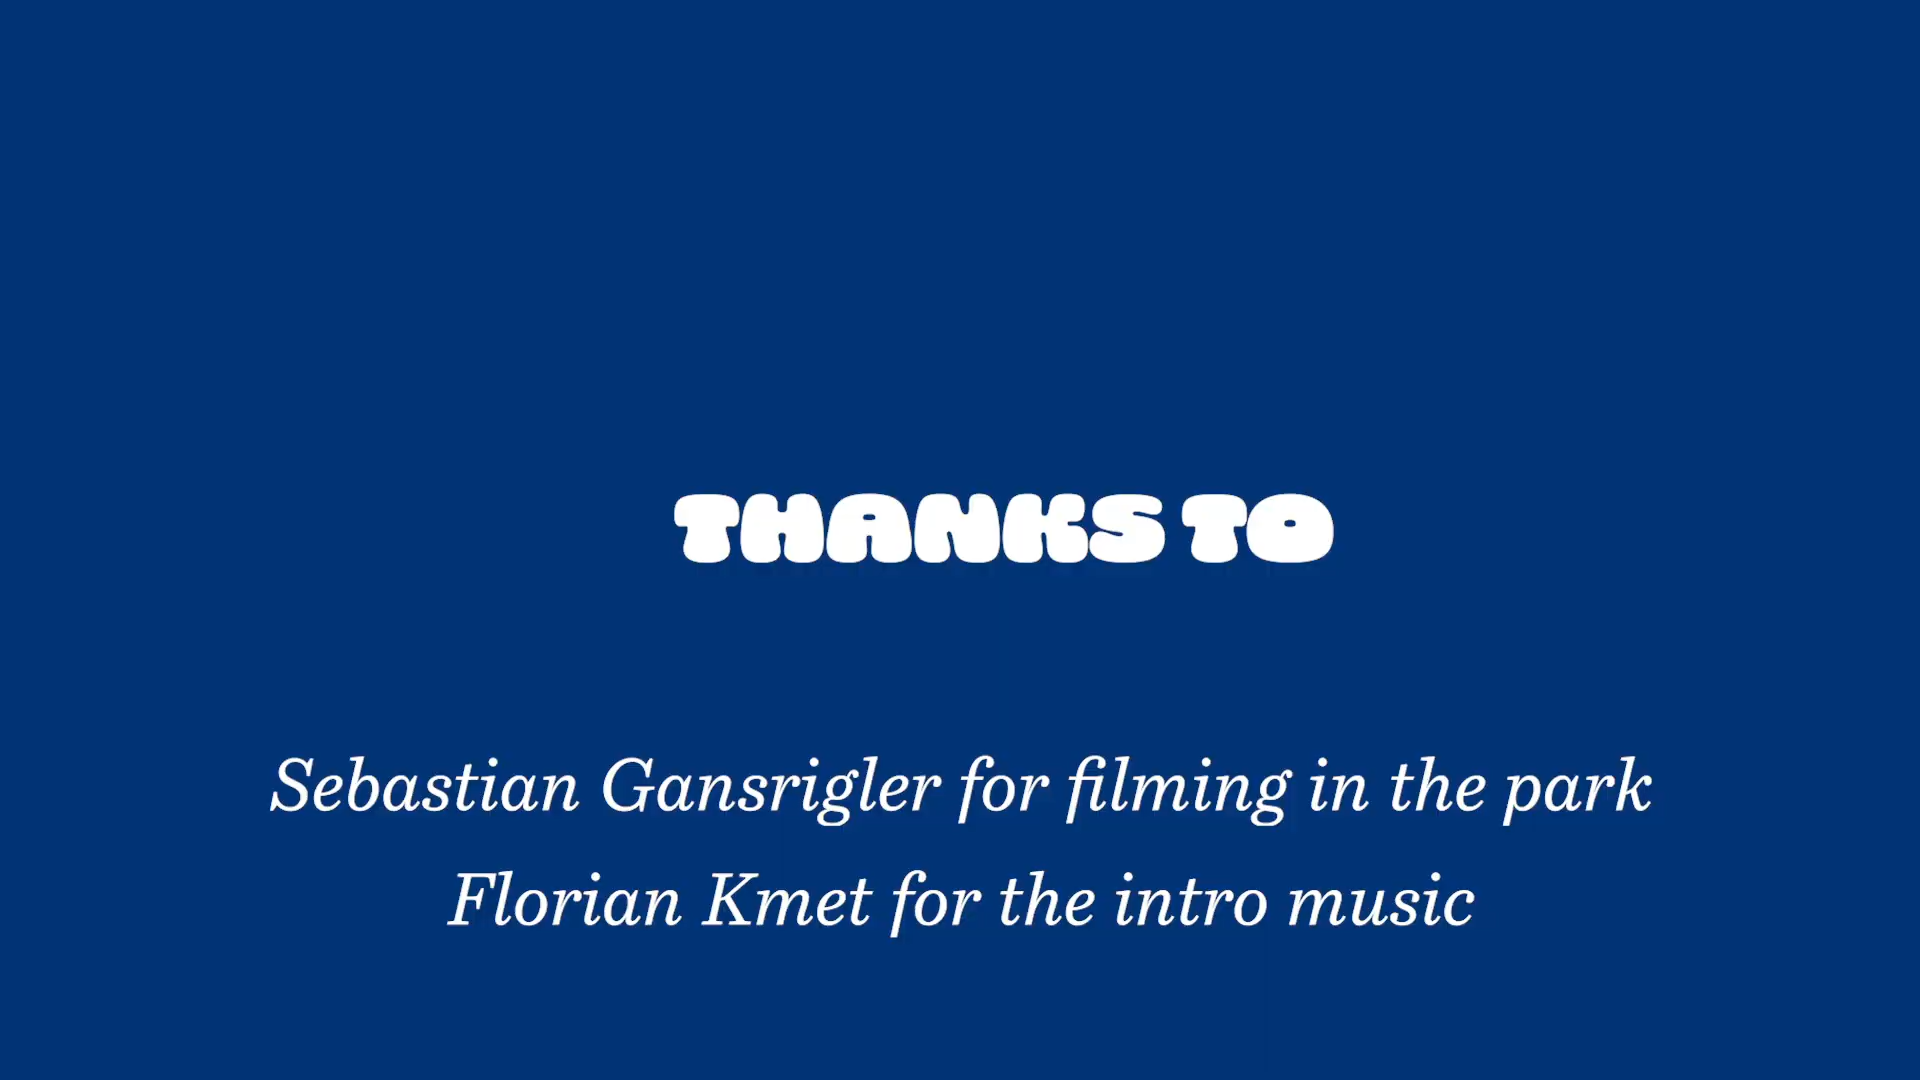 THANKS TO
Sebastian Gansrigler for filming in the park
Florian Kmet for the intro music